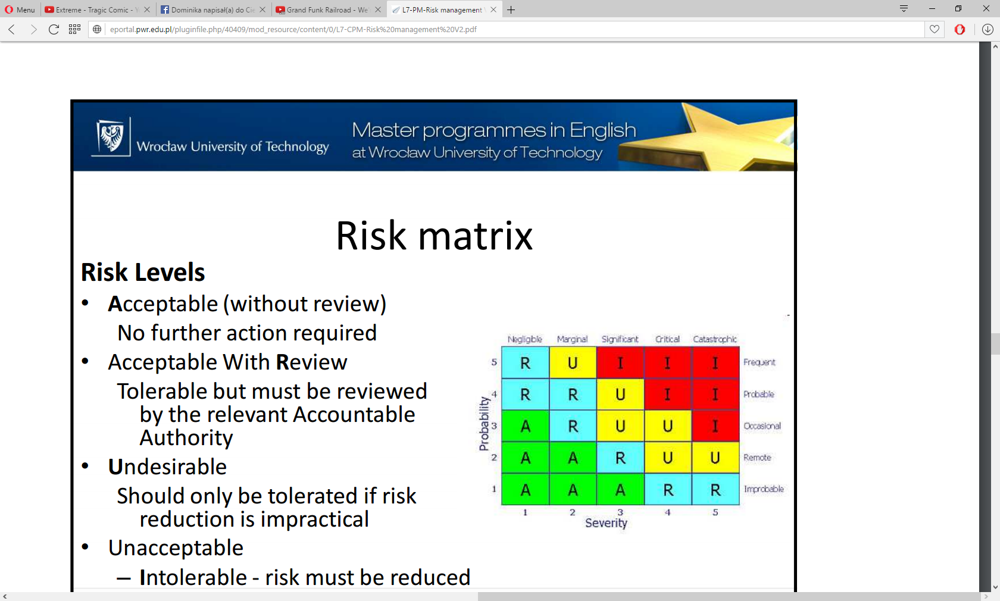 Menu
Extreme - Tragic Comic - Y
Dominika napisał(a) do Cie
Grand Funk Railroad - We'
L7-PM-Risk management
eportal.pwr.edu.pl/pluginfile.php/40409/mod_resource/content/0/L7-CPM-Risk%20management%20V2.pdf
Wrocław University of Technology
Master programmes in English
at Wrocław University of Technology
Risk matrix
Risk Levels
• Acceptable (without review)
No further action required
• Acceptable With Review
Tolerable but must be reviewed
by the relevant Accountable
Authority
• Undesirable
Should only be tolerated if risk
reduction is impractical
• Unacceptable
– Intolerable - risk must be reduced
Negligible Marginal Significant Critical Catastrophic
5 R U I I I Frequent
4 R R U I I Probable
Probability
3 A R U U I Occasional
2 A A R U U Remote
1 A A A R R Improbable
1 2 3 4 5
Severity